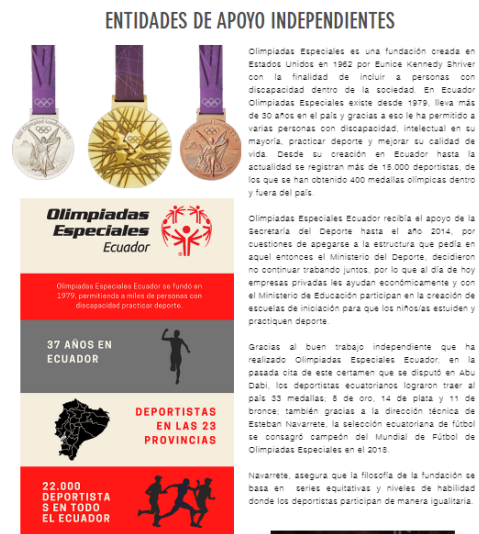 ENTIDADES DE APOYO INDEPENDIENTES
Olimpiadas Especiales es una fundación creada en
Estados Unidos en 1962 por Eunice Kennedy Shriver
con la finalidad de incluir a personas con
discapacidad dentro de la sociedad. En Ecuador
Olimpiadas Especiales existe desde 1979, lleva más
de 30 años en el país y gracias a eso le ha permitido a
varias personas con discapacidad, intelectual en su
mayoría, practicar deporte y mejorar su calidad de
vida. Desde su creación en Ecuador hasta la
actualidad se registran más de 15.000 deportistas, de
los que se han obtenido 400 medallas olímpicas dentro
y fuera del país.
Olimpiadas Especiales Ecuador recibía el apoyo de la
Secretaría del Deporte hasta el año 2014, por
cuestiones de apegarse a la estructura que pedía en
aquel entonces el Ministerio del Deporte, decidieron
no continuar trabando juntos, por lo que al día de hoy
empresas privadas les ayudan económicamente y con
el Ministerio de Educación participan en la creación de
escuelas de iniciación para que los niños/as estudien y
practiquen deporte.
Gracias al buen trabajo independiente que ha
realizado Olimpiadas Especiales Ecuador, en la
pasada cita de este certamen que se disputó en Abu
Dabi, los deportistas ecuatorianos lograron traer al
país 33 medallas; 8 de oro, 14 de plata y 11 de
bronce; también gracias a la dirección técnica de
Esteban Navarrete, la selección ecuatoriana de fútbol
se consagró campeón del Mundial de Fútbol de
Olimpiadas Especiales en el 2018.
Navarrete, asegura que la filosofía de la fundación se
basa en series equitativas y niveles de habilidad
donde los deportistas participan de manera igualitaria.
Olimpiadas
Especiales
Ecuador
Olimpiadas Especiales Ecuador se fundó en
1979, permitiendo a miles de personas con
discapacidad practicar deporte.
37 AÑOS EN
ECUADOR
DEPORTISTAS
EN LAS 23
PROVINCIAS
22.000
DEPORTISTA
S EN TODO
EL ECUADOR